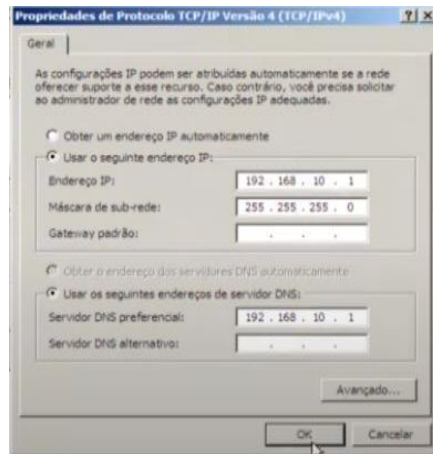 Propriedades de Protocolo TCP/IP Versão 4 (TCP/IPv4)
Geral
As configurações IP podem ser atribuídas automaticamente se a rede
oferecer suporte a esse recurso. Caso contrário, você precisa solicitar
ao administrador de rede as configurações IP adequadas.
Obter um endereço IP automaticamente
Usar o seguinte endereço IP:
Endereço IP: 192 . 168 . 10 . 1
Máscara de sub-rede: 255 . 255 . 255 . 0
Gateway padrão: . . .
Obter o endereço dos servidores DNS automaticamente
Usar os seguintes endereços de servidor DNS:
Servidor DNS preferencial: 192 . 168 . 10 . 1
Servidor DNS alternativo: . . .
Avançado...
OK Cancelar